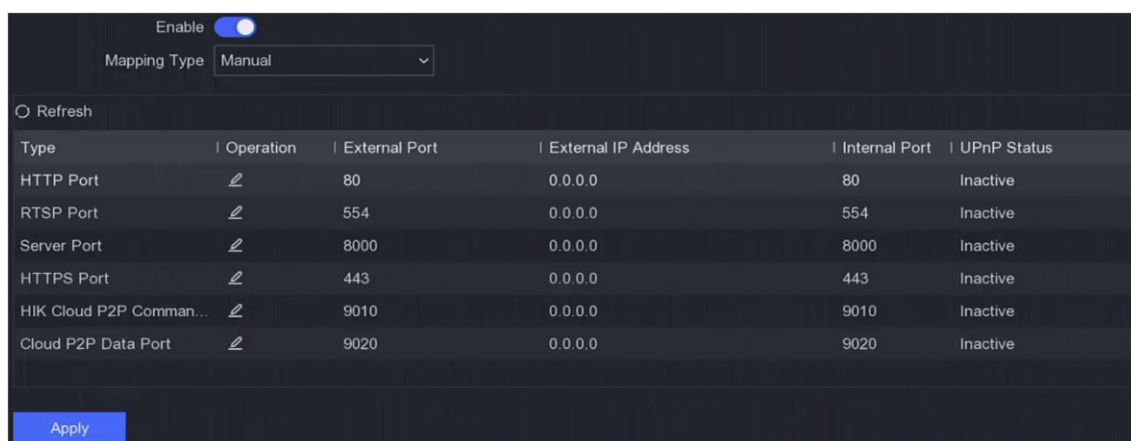 Enable
Mapping Type Manual
Refresh
Type Operation External Port External IP Address Internal Port UPnP Status
HTTP Port 80 0.0.0.0 80 Inactive
RTSP Port 554 0.0.0.0 554 Inactive
Server Port 8000 0.0.0.0 8000 Inactive
HTTPS Port 443 0.0.0.0 443 Inactive
HIK Cloud P2P Comman... 9010 0.0.0.0 9010 Inactive
Cloud P2P Data Port 9020 0.0.0.0 9020 Inactive
Apply